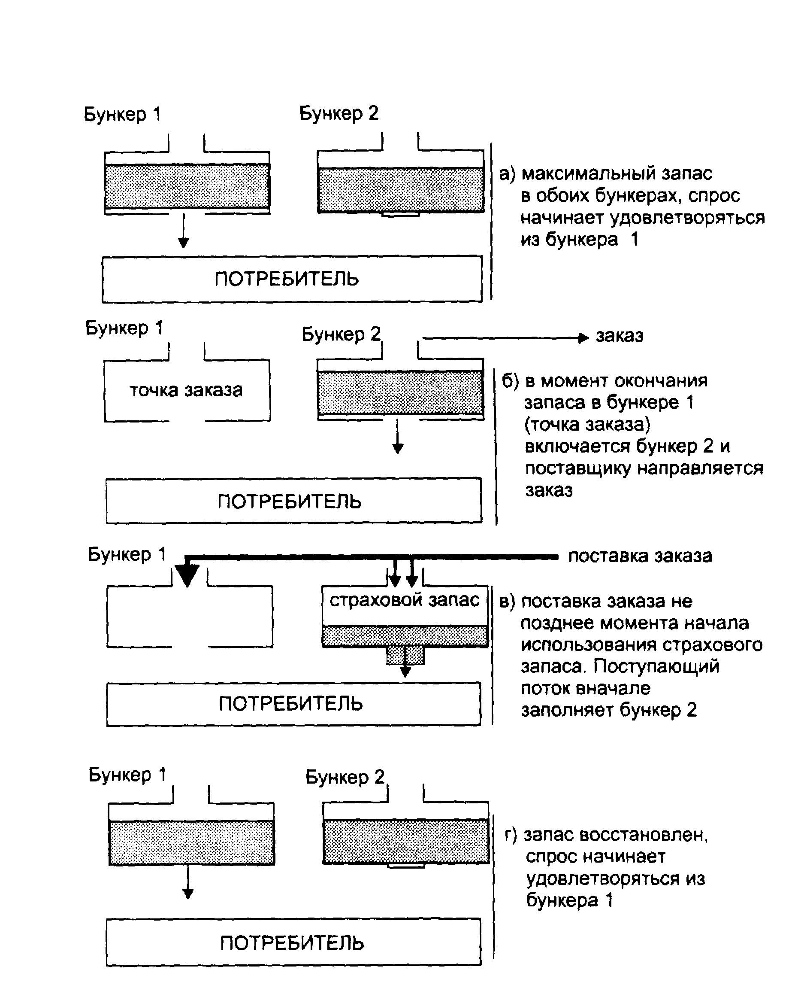 Бункер 1
Бункер 2
а) максимальный запас
в обоих бункерах, спрос
начинает удовлетворяться
из бункера 1
ПОТРЕБИТЕЛЬ
Бункер 1
Бункер 2
заказ
точка заказа
б) в момент окончания
запаса в бункере 1
(точка заказа)
включается бункер 2 и
поставщику направляется
заказ
ПОТРЕБИТЕЛЬ
Бункер 1
поставка заказа
страховой запас
в) поставка заказа не
позднее момента начала
использования страхового
запаса. Поступающий
поток вначале
заполняет бункер 2
ПОТРЕБИТЕЛЬ
Бункер 1
Бункер 2
г) запас восстановлен,
спрос начинает
удовлетворяться из
бункера 1
ПОТРЕБИТЕЛЬ